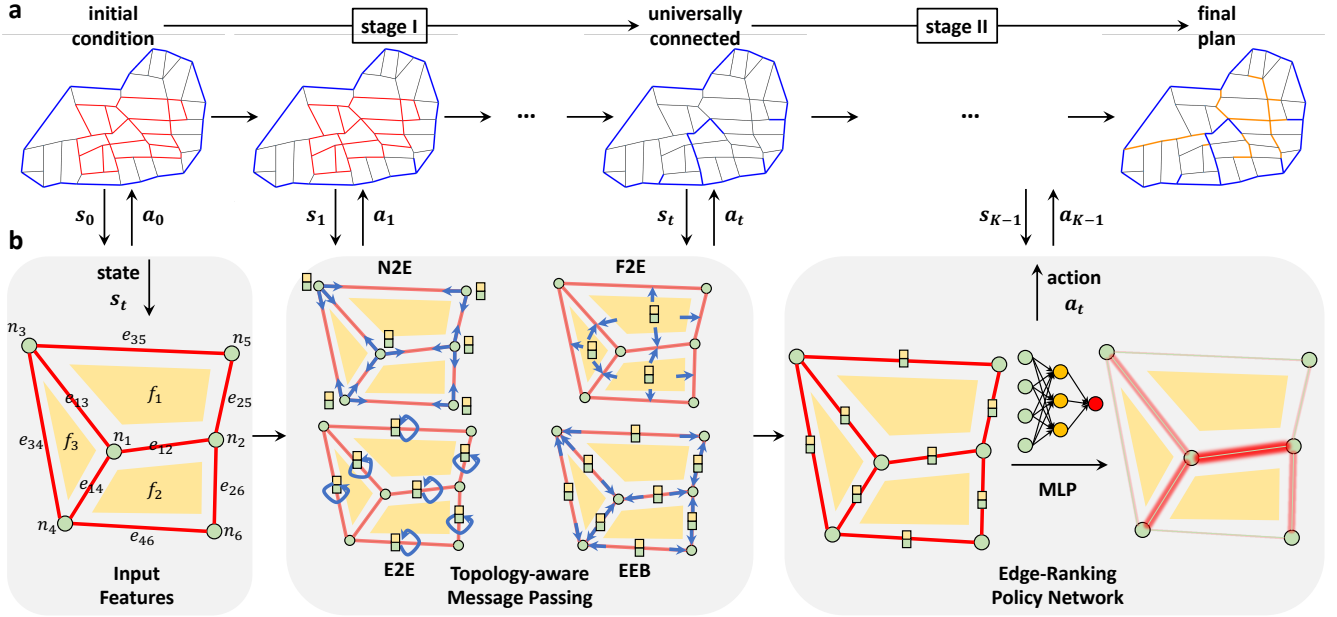 a
initial
condition
stage I
universally
connected
stage II
final
plan
...
...
s₀
a₀
s₁
a₁
sₜ
aₜ
s_{K−1}
a_{K−1}
b
state
sₜ
n₃
e₃₅
n₅
e₁₃
f₁
e₂₅
e₃₄
f₃
n₁
e₁₂
n₂
e₁₄
f₂
e₂₆
n₄
e₄₆
n₆
Input
Features
N2E
F2E
E2E
EEB
Topology-aware
Message Passing
action
aₜ
MLP
Edge-Ranking
Policy Network